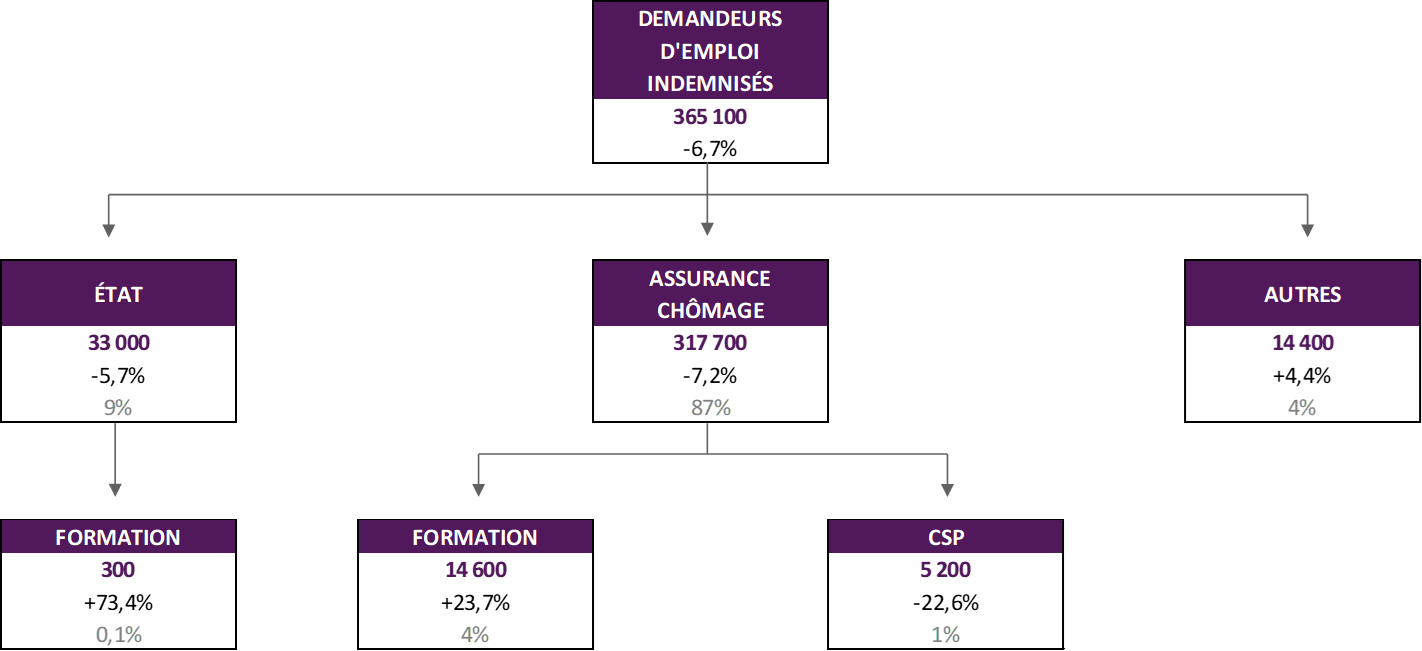 DEMANDEURS
D'EMPLOI
INDEMNISÉS
365 100
-6,7%
ÉTAT
33 000
-5,7%
9%
ASSURANCE
CHÔMAGE
317 700
-7,2%
87%
AUTRES
14 400
+4,4%
4%
FORMATION
300
+73,4%
0,1%
FORMATION
14 600
+23,7%
4%
CSP
5 200
-22,6%
1%